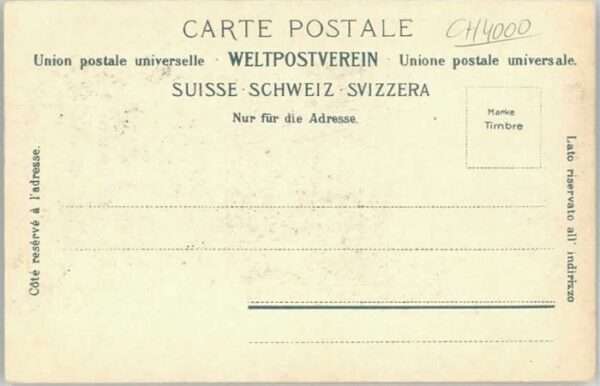 CARTE POSTALE
CH4000
Union postale universelle · WELTPOSTVEREIN · Unione postale universale.
SUISSE · SCHWEIZ · SVIZZERA
Nur für die Adresse.
Marke
Timbre
Côté resérvé à l'adresse.
Lato riservato all' indirizzo